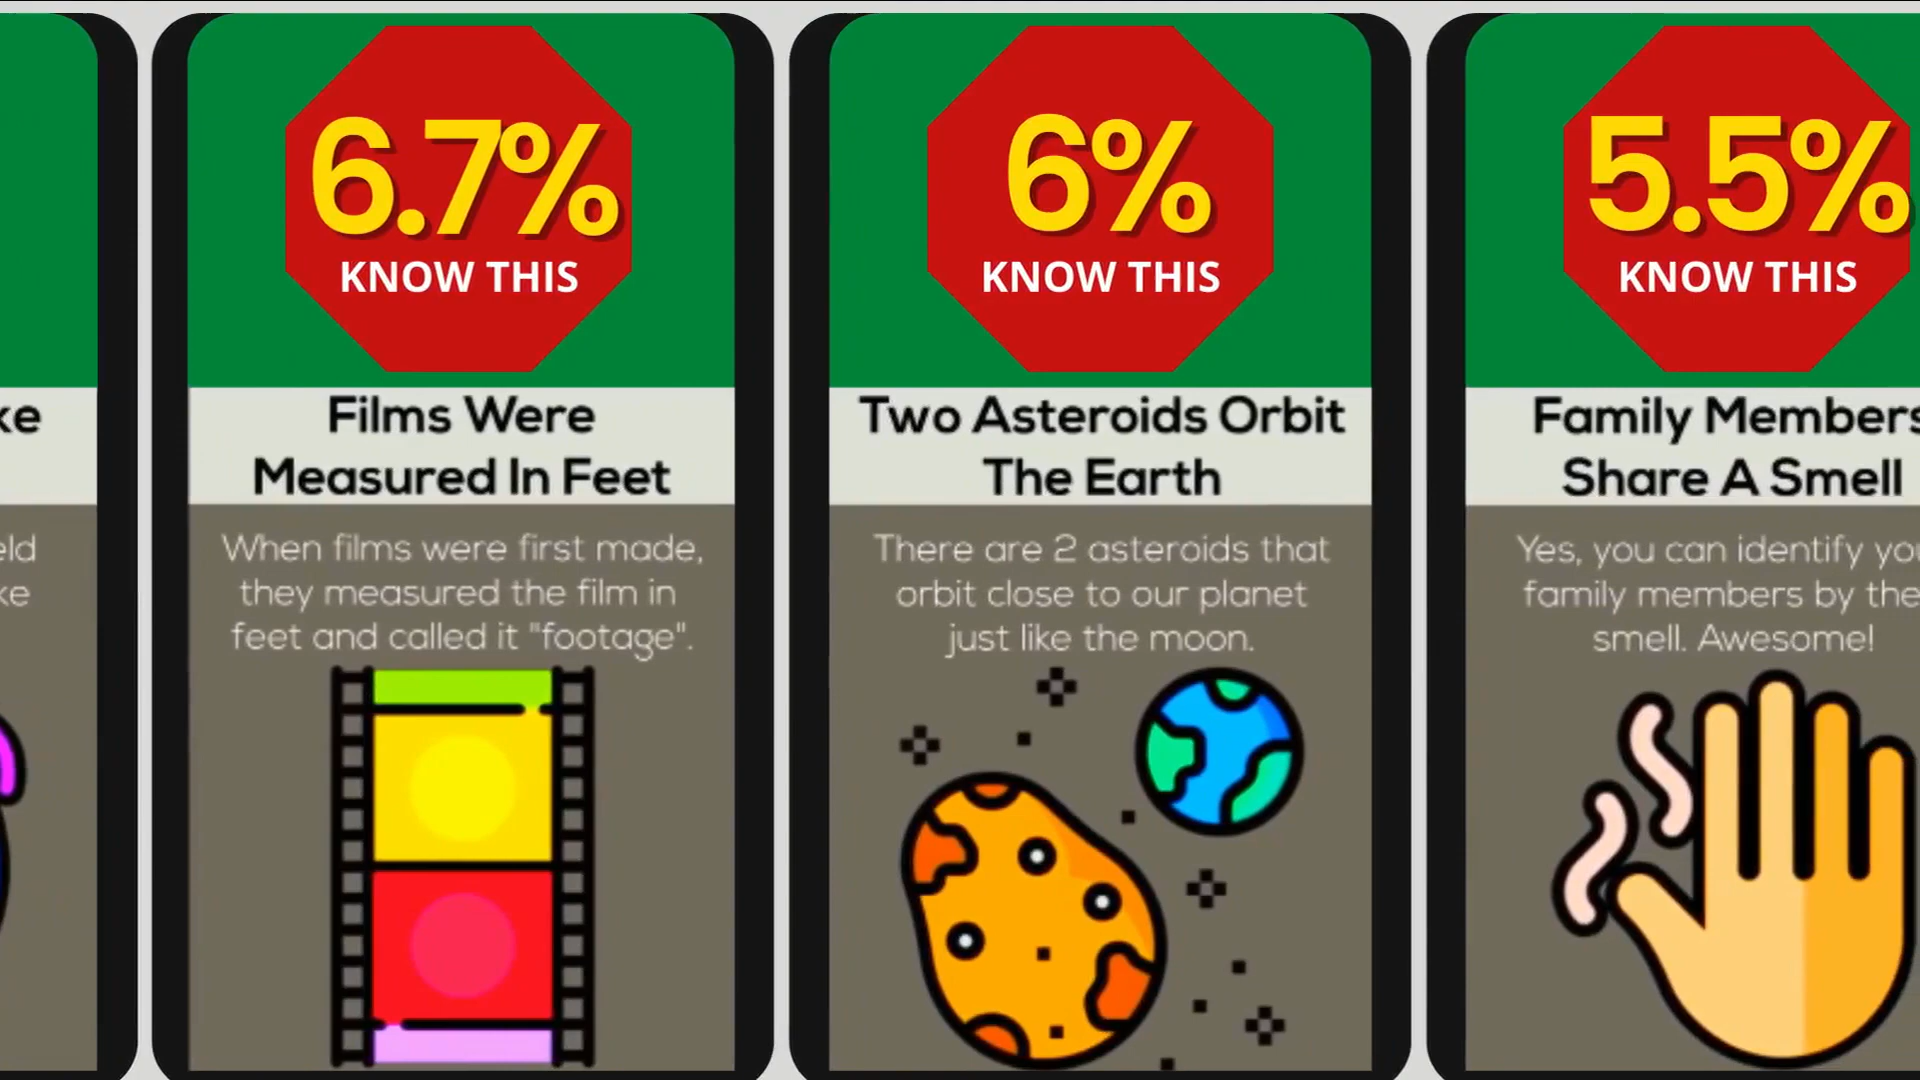 6.7%
KNOW THIS
Films Were
Measured In Feet
When films were first made,
they measured the film in
feet and called it "footage".
6%
KNOW THIS
Two Asteroids Orbit
The Earth
There are 2 asteroids that
orbit close to our planet
just like the moon.
5.5%
KNOW THIS
Family Members
Share A Smell
Yes, you can identify
family members by
smell. Awesome!